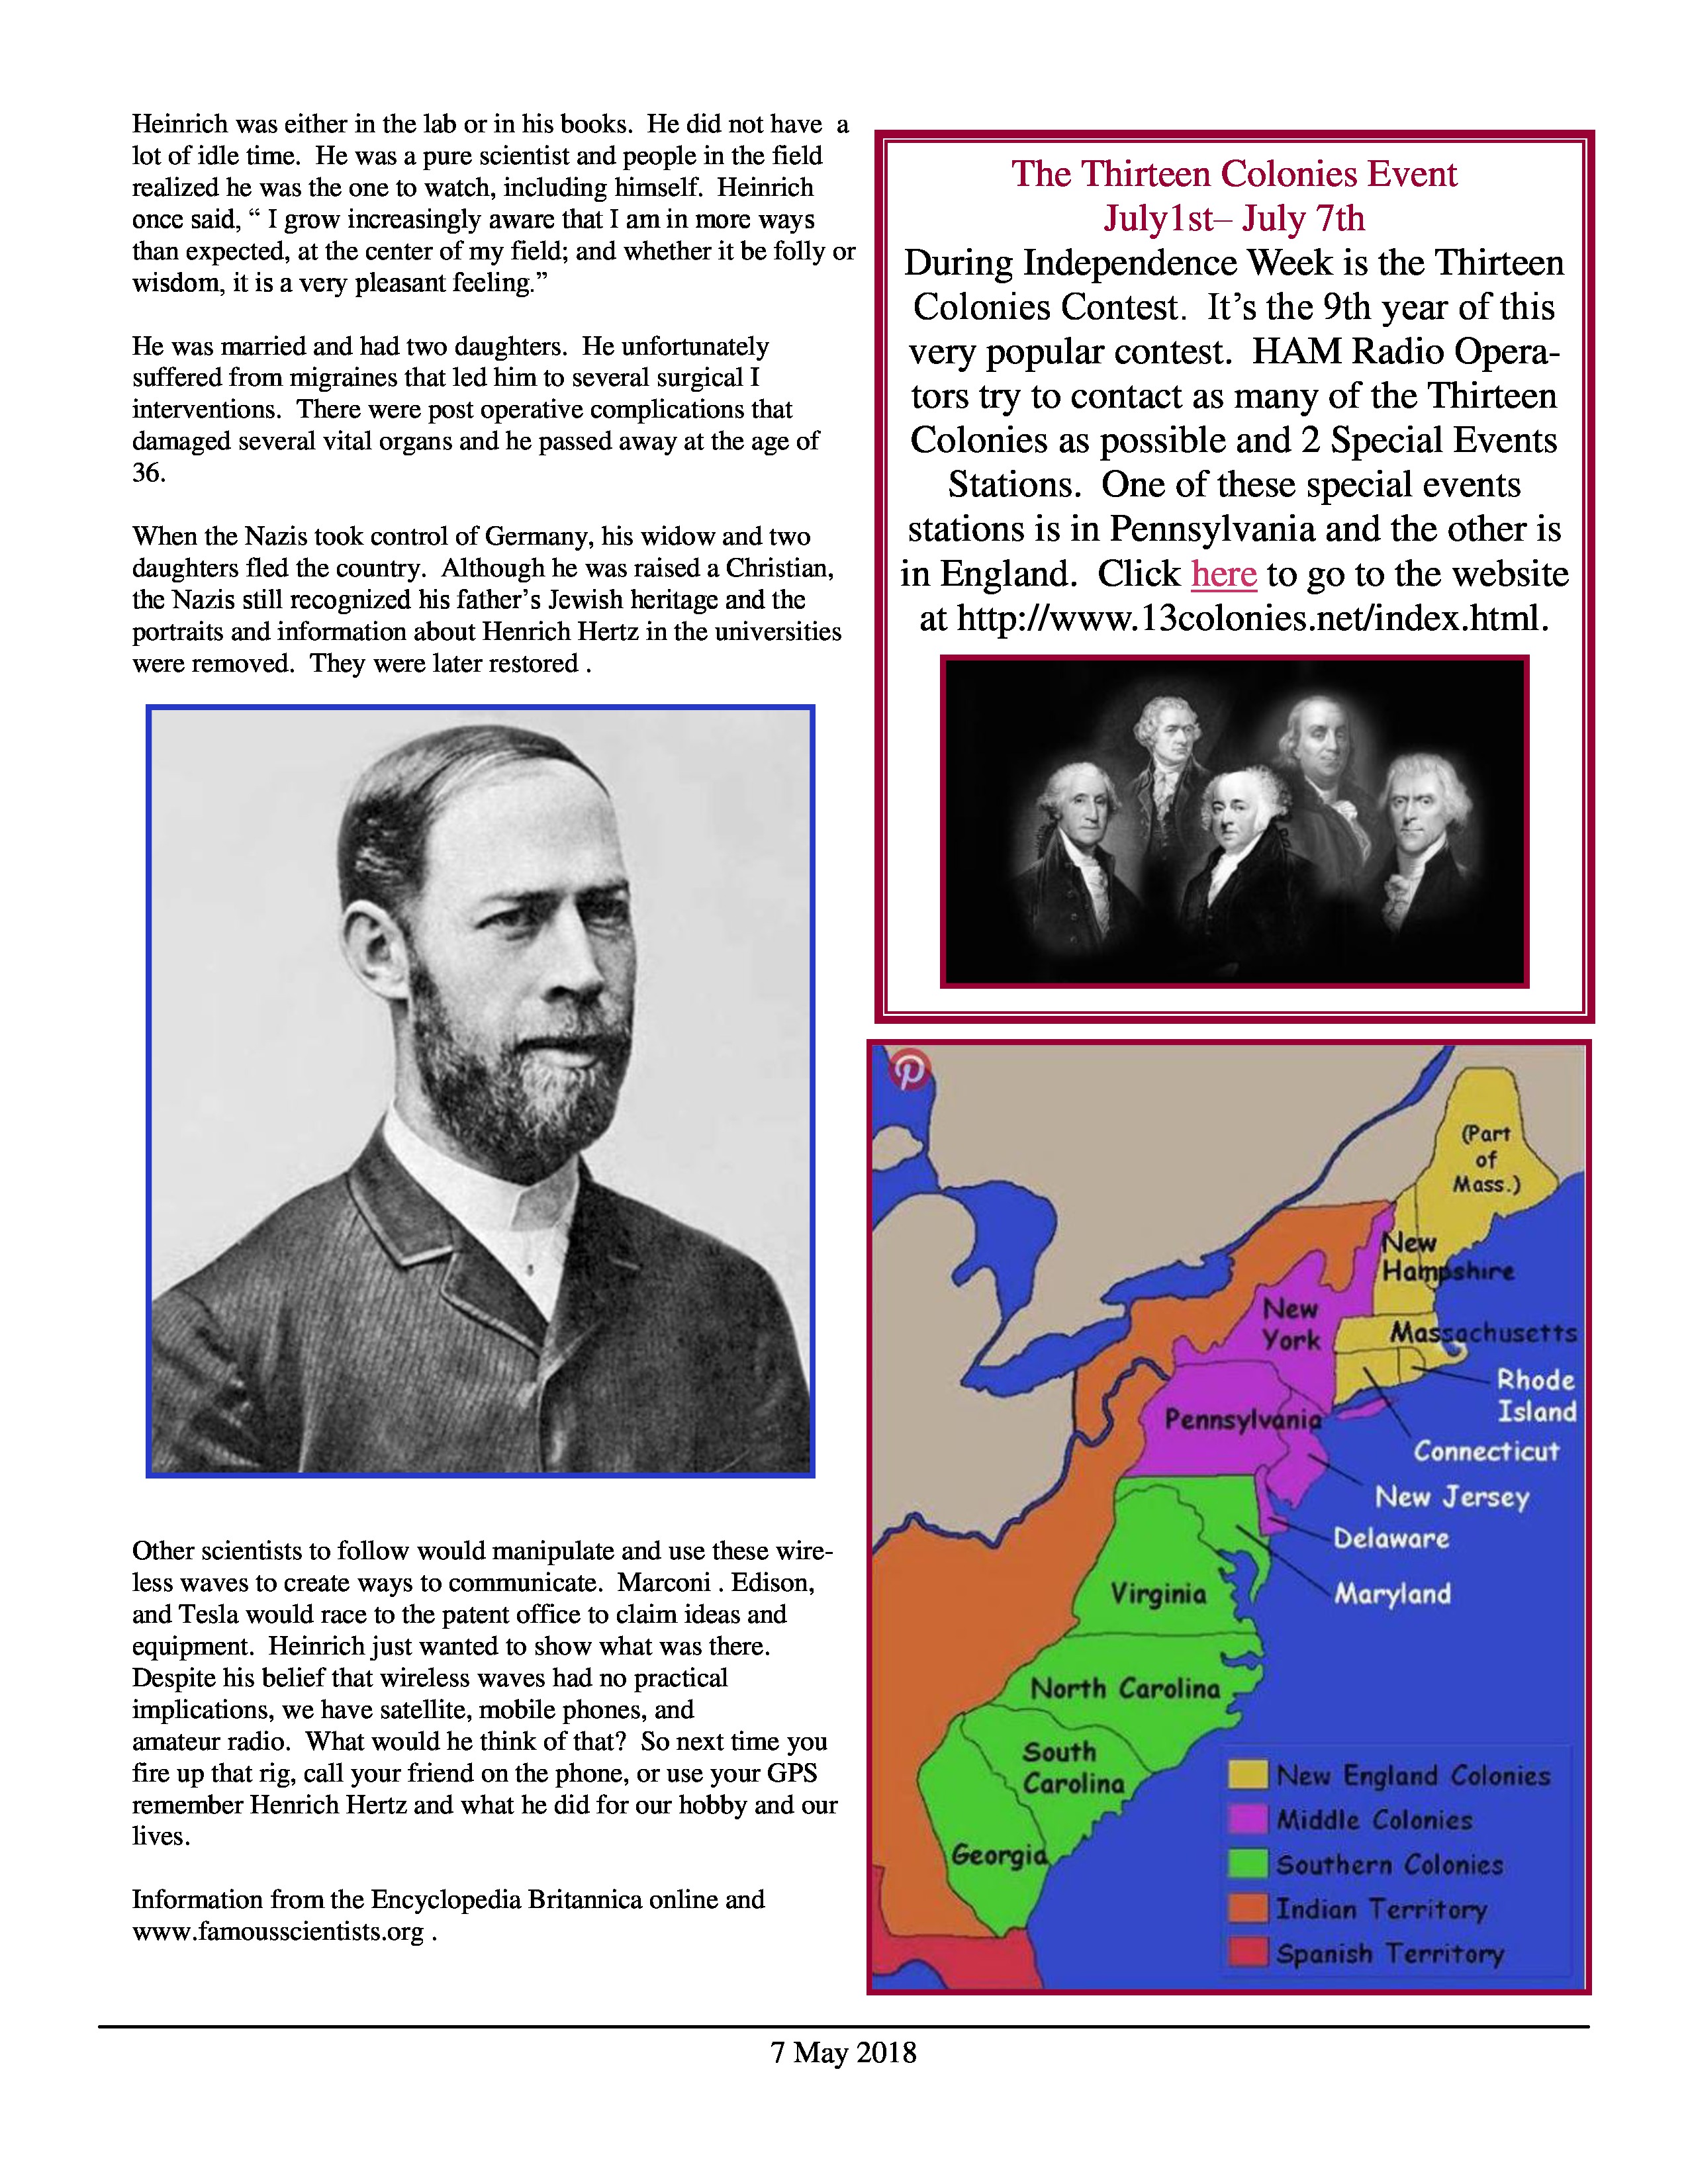 Heinrich was either in the lab or in his books.  He did not have  a
lot of idle time.  He was a pure scientist and people in the field
realized he was the one to watch, including himself.  Heinrich
once said, “ I grow increasingly aware that I am in more ways
than expected, at the center of my field; and whether it be folly or
wisdom, it is a very pleasant feeling.”
He was married and had two daughters.  He unfortunately
suffered from migraines that led him to several surgical I
interventions.  There were post operative complications that
damaged several vital organs and he passed away at the age of
36.
When the Nazis took control of Germany, his widow and two
daughters fled the country.  Although he was raised a Christian,
the Nazis still recognized his father’s Jewish heritage and the
portraits and information about Henrich Hertz in the universities
were removed.  They were later restored .
Other scientists to follow would manipulate and use these wire-
less waves to create ways to communicate.  Marconi . Edison,
and Tesla would race to the patent office to claim ideas and
equipment.  Heinrich just wanted to show what was there.
Despite his belief that wireless waves had no practical
implications, we have satellite, mobile phones, and
amateur radio.  What would he think of that?  So next time you
fire up that rig, call your friend on the phone, or use your GPS
remember Henrich Hertz and what he did for our hobby and our
lives.
Information from the Encyclopedia Britannica online and
www.famousscientists.org .
The Thirteen Colonies Event
July1st– July 7th
During Independence Week is the Thirteen
Colonies Contest.  It’s the 9th year of this
very popular contest.  HAM Radio Opera-
tors try to contact as many of the Thirteen
Colonies as possible and 2 Special Events
Stations.  One of these special events
stations is in Pennsylvania and the other is
in England.  Click here to go to the website
at http://www.13colonies.net/index.html.
(Part
of
Mass.)
New
Hampshire
New
York
Massachusetts
Rhode
Island
Pennsylvania
Connecticut
New Jersey
Delaware
Virginia
Maryland
North Carolina
South
Carolina
Georgia
New England Colonies
Middle Colonies
Southern Colonies
Indian Territory
Spanish Territory
7 May 2018